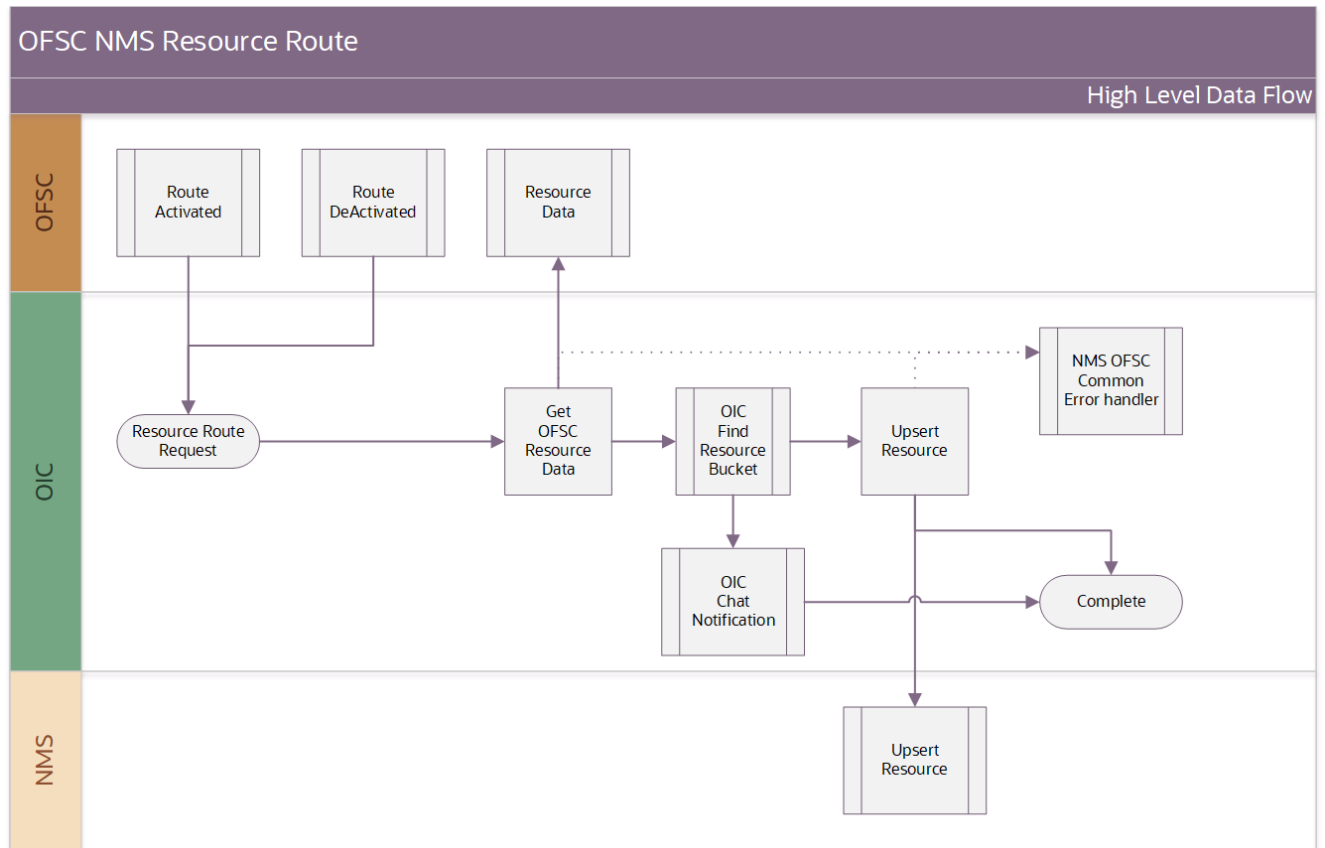 OFSC NMS Resource Route
High Level Data Flow
OFSC
Route
Activated
Route
DeActivated
Resource
Data
OIC
Resource Route
Request
Get
OFSC
Resource
Data
OIC
Find
Resource
Bucket
Upsert
Resource
NMS OFSC
Common
Error handler
OIC
Chat
Notification
Complete
NMS
Upsert
Resource